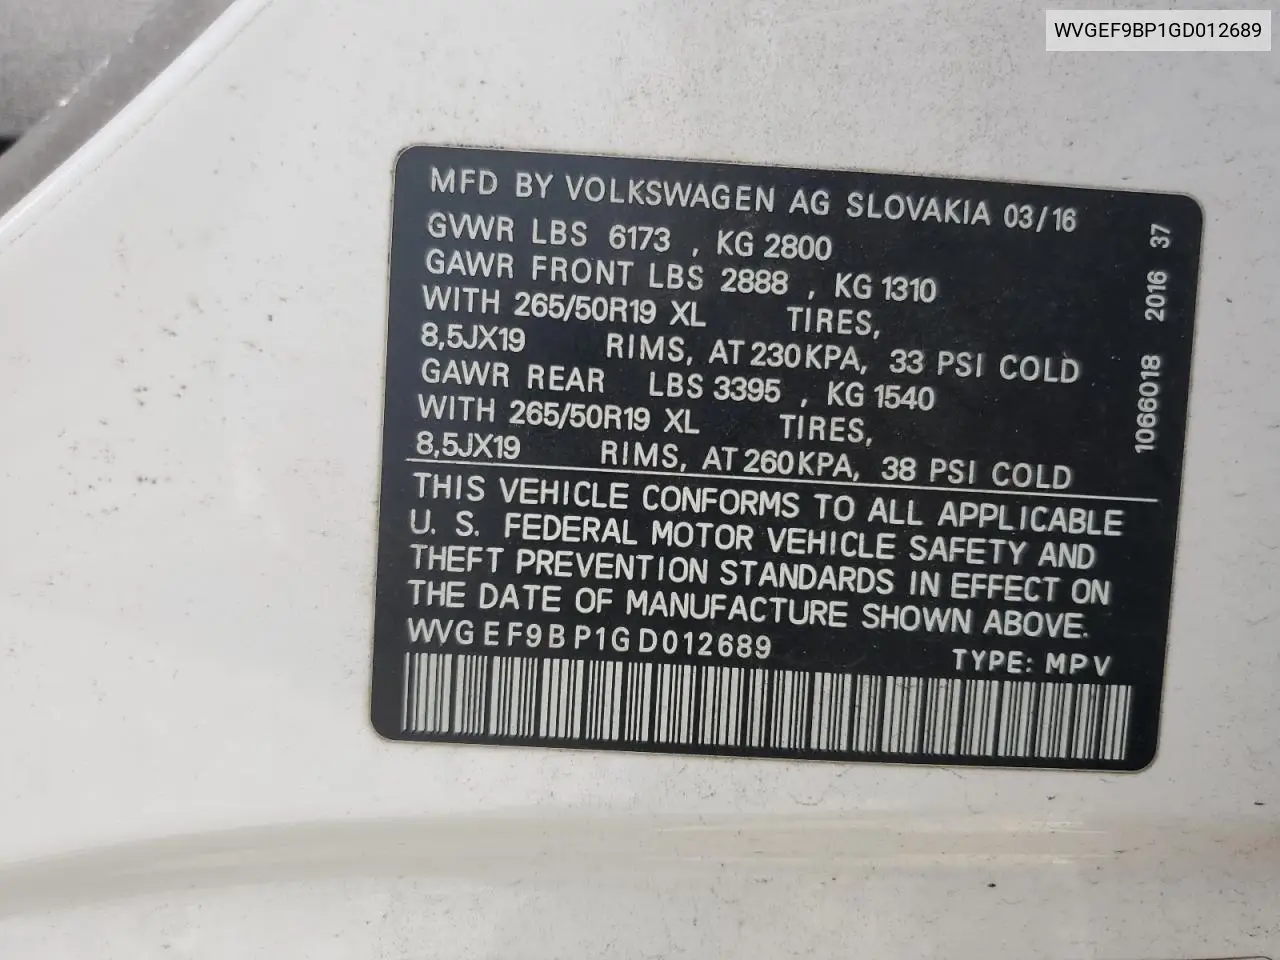 WVGEF9BP1GD012689
MFD BY VOLKSWAGEN AG SLOVAKIA 03/16
GVWR LBS 6173 , KG 2800
GAWR FRONT LBS 2888 , KG 1310
WITH 265/50R19 XL TIRES,
8,5JX19 RIMS, AT 230KPA, 33 PSI COLD
GAWR REAR LBS 3395 , KG 1540
WITH 265/50R19 XL TIRES,
8,5JX19 RIMS, AT 260KPA, 38 PSI COLD
1066018 2016 37
THIS VEHICLE CONFORMS TO ALL APPLICABLE
U. S. FEDERAL MOTOR VEHICLE SAFETY AND
THEFT PREVENTION STANDARDS IN EFFECT ON
THE DATE OF MANUFACTURE SHOWN ABOVE.
WVGEF9BP1GD012689
TYPE: MPV